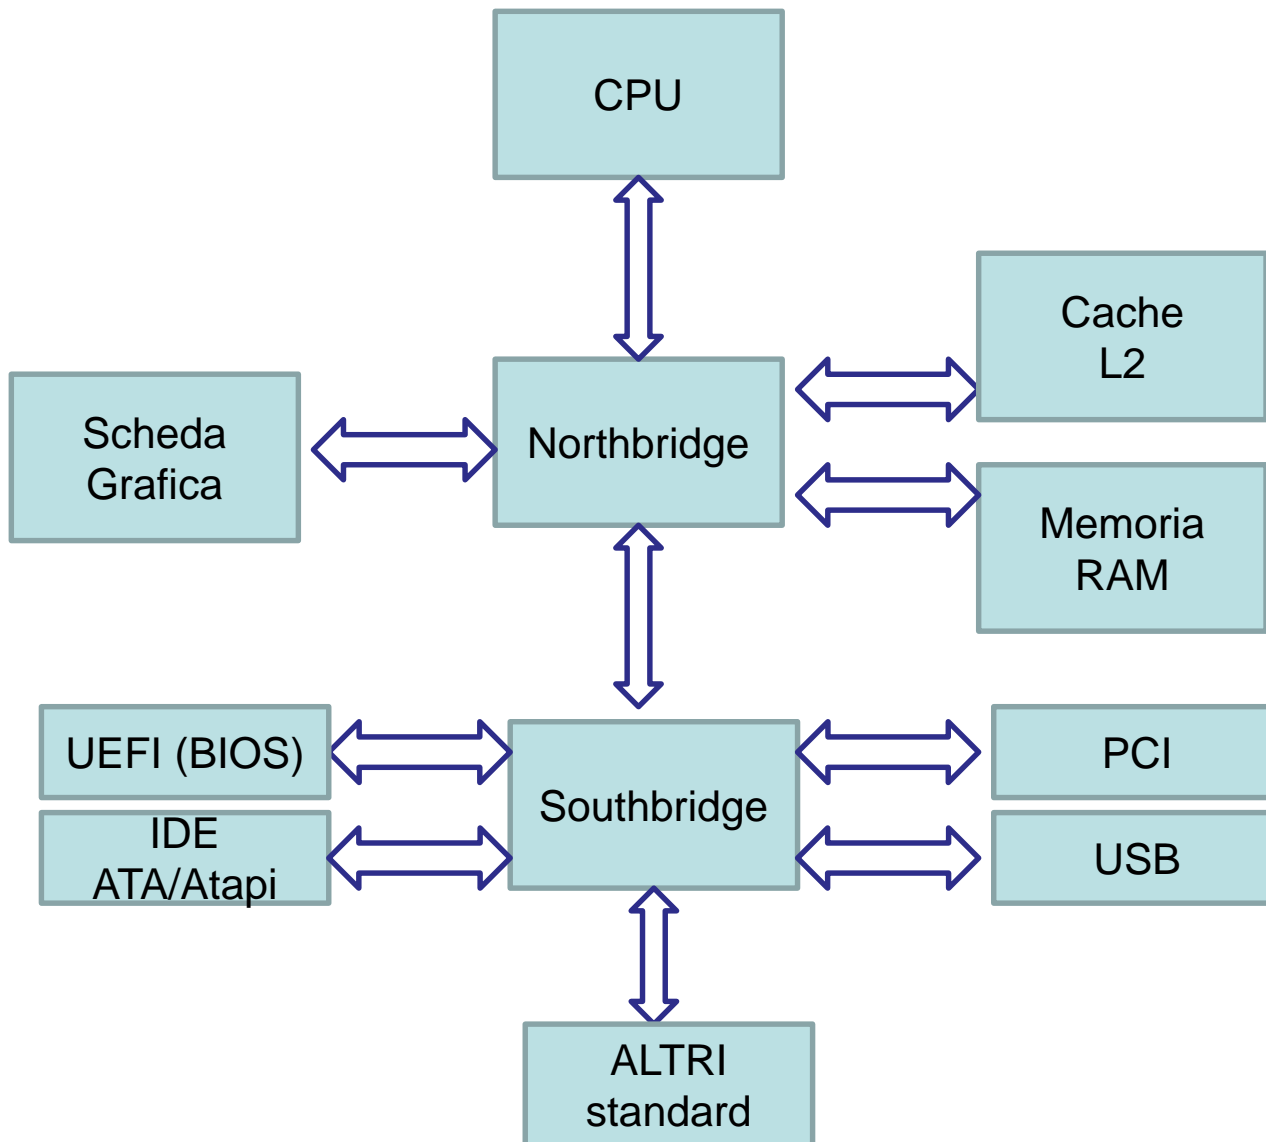 CPU
Cache
L2
Scheda
Grafica
Northbridge
Memoria
RAM
UEFI (BIOS)
IDE
ATA/Atapi
Southbridge
PCI
USB
ALTRI
standard